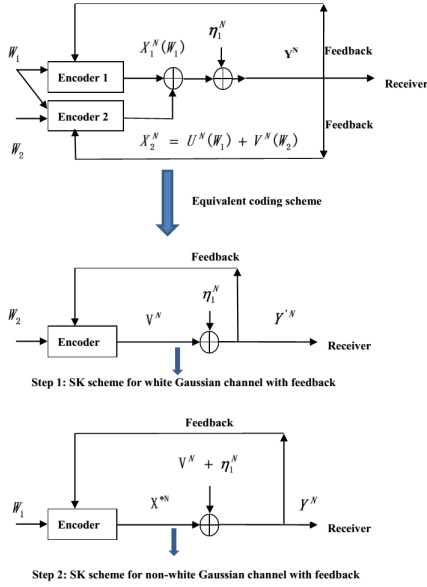 W₁
X₁ᴺ(W₁)
η₁ᴺ
Yᴺ
Feedback
Encoder 1
Receiver
Encoder 2
Feedback
W₂
X₂ᴺ = Uᴺ(W₁) + Vᴺ(W₂)
Equivalent coding scheme
Feedback
η₁ᴺ
W₂
Vᴺ
Y'ᴺ
Encoder
Receiver
Step 1: SK scheme for white Gaussian channel with feedback
Feedback
Vᴺ + η₁ᴺ
W₁
X*ᴺ
Yᴺ
Encoder
Receiver
Step 2: SK scheme for non-white Gaussian channel with feedback